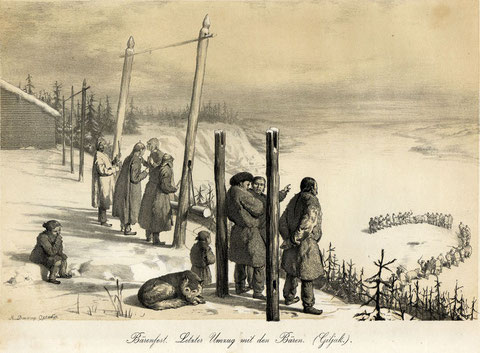 Bärenfest. Letzter Umzug mit den Bären. (Giljak.).